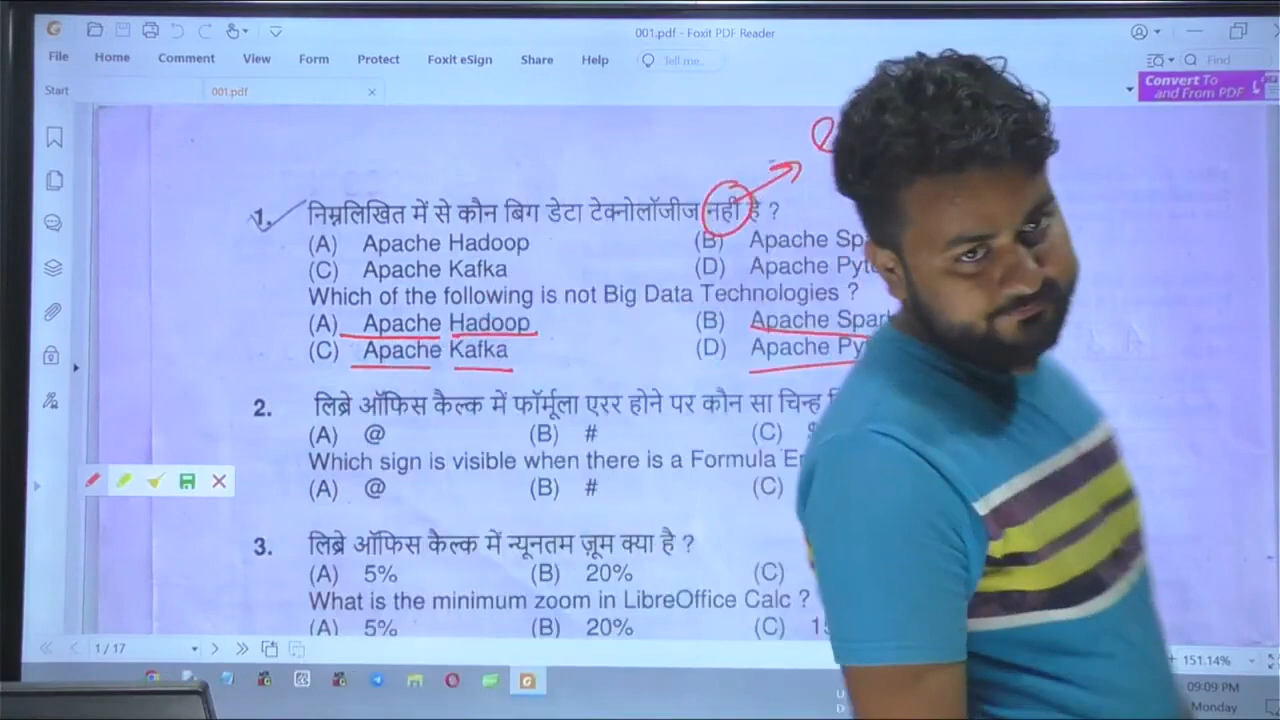 001.pdf - Foxit PDF Reader
File Home Comment View Form Protect Foxit eSign Share Help Tell me.. Find
Start 001.pdf Convert To and From PDF
1. निम्नलिखित में से कौन बिग डेटा टेक्नोलॉजीज नहीं है ?
(A) Apache Hadoop (B) Apache
(C) Apache Kafka (D) Apache
Which of the following is not Big Data Technologies ?
(A) Apache Hadoop (B) Apache Spark
(C) Apache Kafka (D) Apache
2. लिब्रे ऑफिस कैल्क में फॉर्मूला एरर होने पर कौन सा चिन्ह
(A) @ (B) # (C)
Which sign is visible when there is a Formula
(A) @ (B) # (C)
3. लिब्रे ऑफिस कैल्क में न्यूनतम ज़ूम क्या है ?
(A) 5% (B) 20% (C)
What is the minimum zoom in LibreOffice Calc ?
(A) 5% (B) 20% (C)
1 / 17 151.14%
09:09 PM
Monday